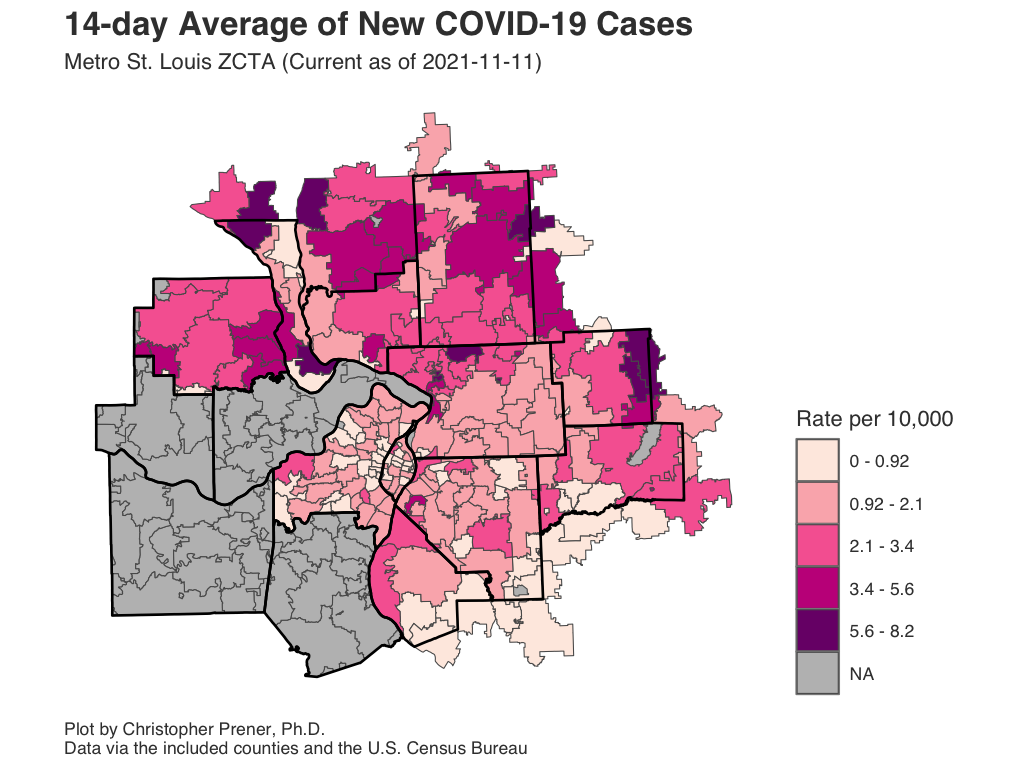 14-day Average of New COVID-19 Cases
Metro St. Louis ZCTA (Current as of 2021-11-11)
Rate per 10,000
0 - 0.92
0.92 - 2.1
2.1 - 3.4
3.4 - 5.6
5.6 - 8.2
NA
Plot by Christopher Prener, Ph.D.
Data via the included counties and the U.S. Census Bureau